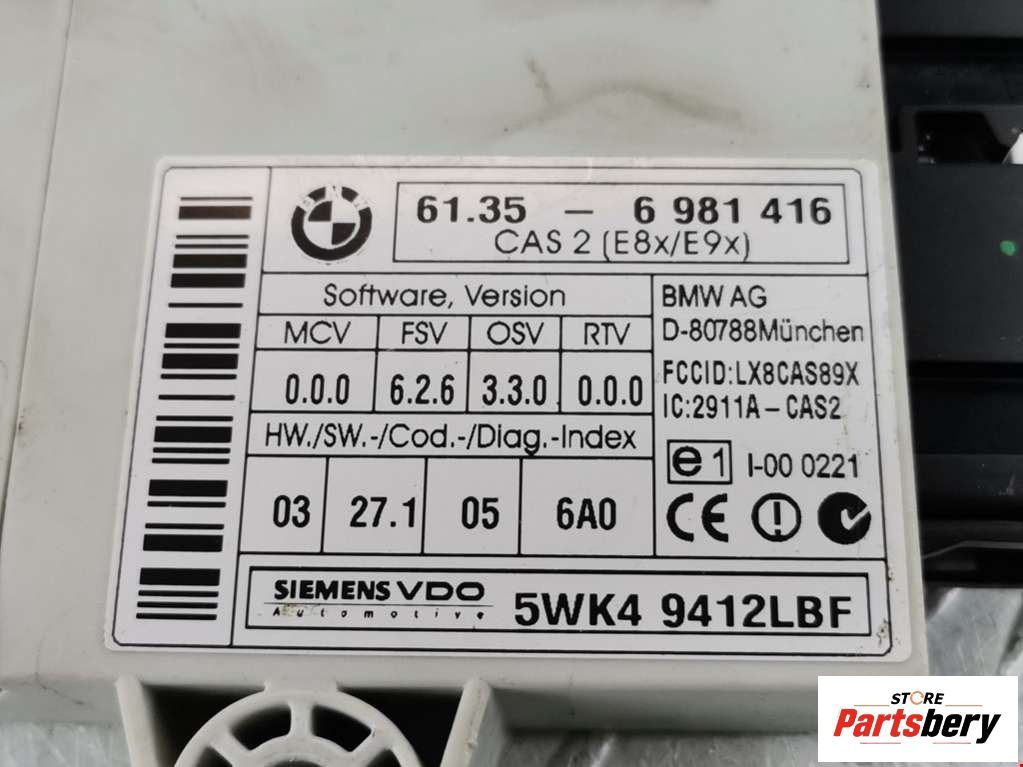 61.35 – 6 981 416
CAS 2 (E8x/E9x)
Software, Version
MCV FSV OSV RTV
0.0.0 6.2.6 3.3.0 0.0.0
HW./SW.-/Cod.-/Diag.-Index
03 27.1 05 6A0
BMW AG
D-80788München
FCCID:LX8CAS89X
IC:2911A – CAS2
e1 I-00 0221
CE
SIEMENS VDO
Automotive
5WK4 9412LBF
STORE
Partsbery